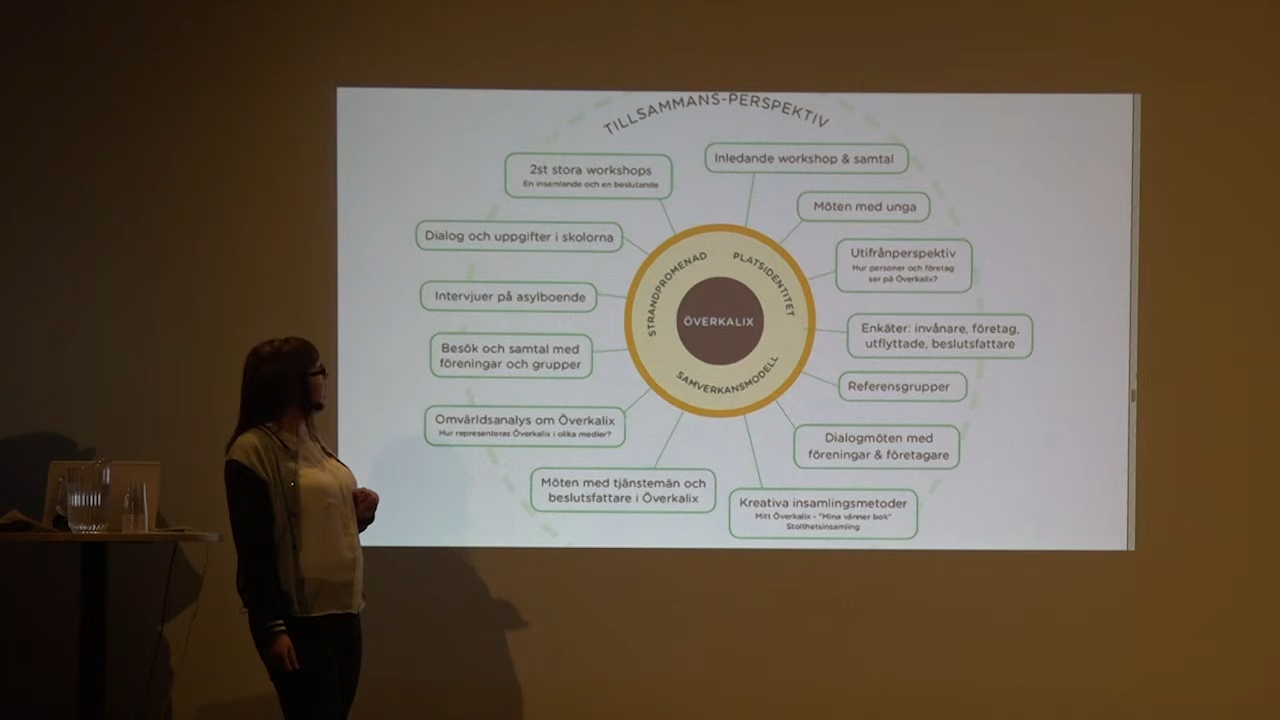 TILLSAMMANS-PERSPEKTIV
2st stora workshops
En insamlande och en beslutande
Inledande workshop & samtal
Möten med unga
Dialog och uppgifter i skolorna
Utifrånperspektiv
Hur personer och företag
ser på Överkalix?
Intervjuer på asylboende
STRANDPROMENAD
PLATSIDENTITET
ÖVERKALIX
SAMVERKANSMODELL
Enkäter: invånare, företag,
utflyttade, beslutsfattare
Besök och samtal med
föreningar och grupper
Referensgrupper
Omvärldsanalys om Överkalix
Hur representeras Överkalix i olika medier?
Dialogmöten med
föreningar & företagare
Möten med tjänstemän och
beslutsfattare i Överkalix
Kreativa insamlingsmetoder
Mitt Överkalix - "Mina vänner bok"
Stolthetsinsamling